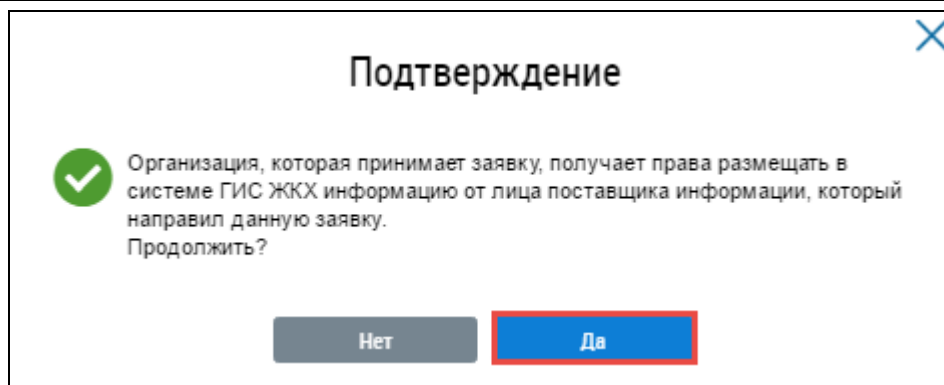 Подтверждение
Организация, которая принимает заявку, получает права размещать в
системе ГИС ЖКХ информацию от лица поставщика информации, который
направил данную заявку.
Продолжить?
Нет
Да